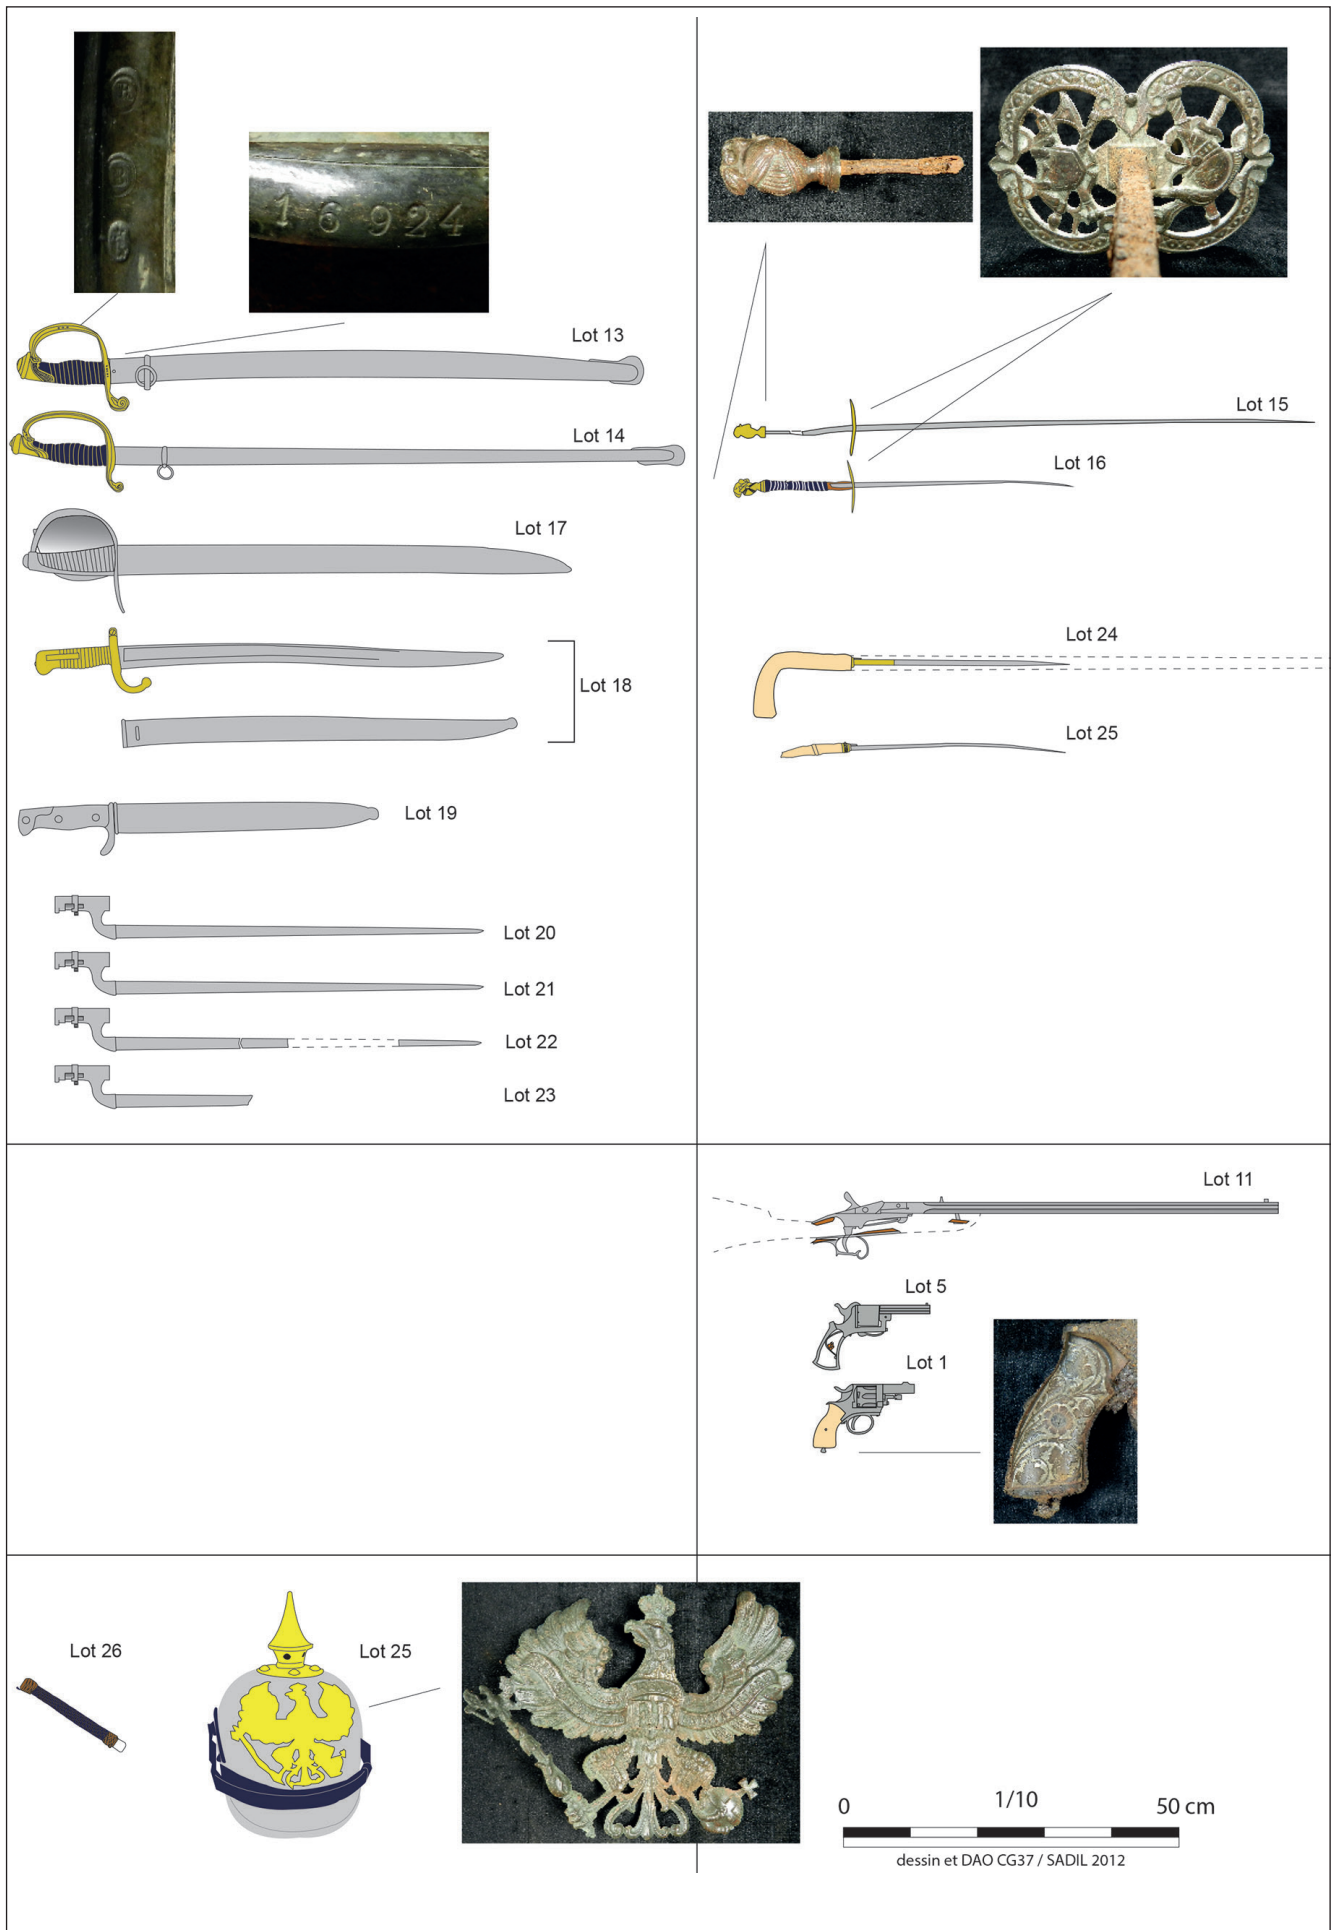 B
B
B
1 6 9 2 4
Lot 13
Lot 14
Lot 17
Lot 18
Lot 19
Lot 20
Lot 21
Lot 22
Lot 23
Lot 15
Lot 16
Lot 24
Lot 25
Lot 11
Lot 5
Lot 1
Lot 26
Lot 25
0 1/10 50 cm
dessin et DAO CG37 / SADIL 2012